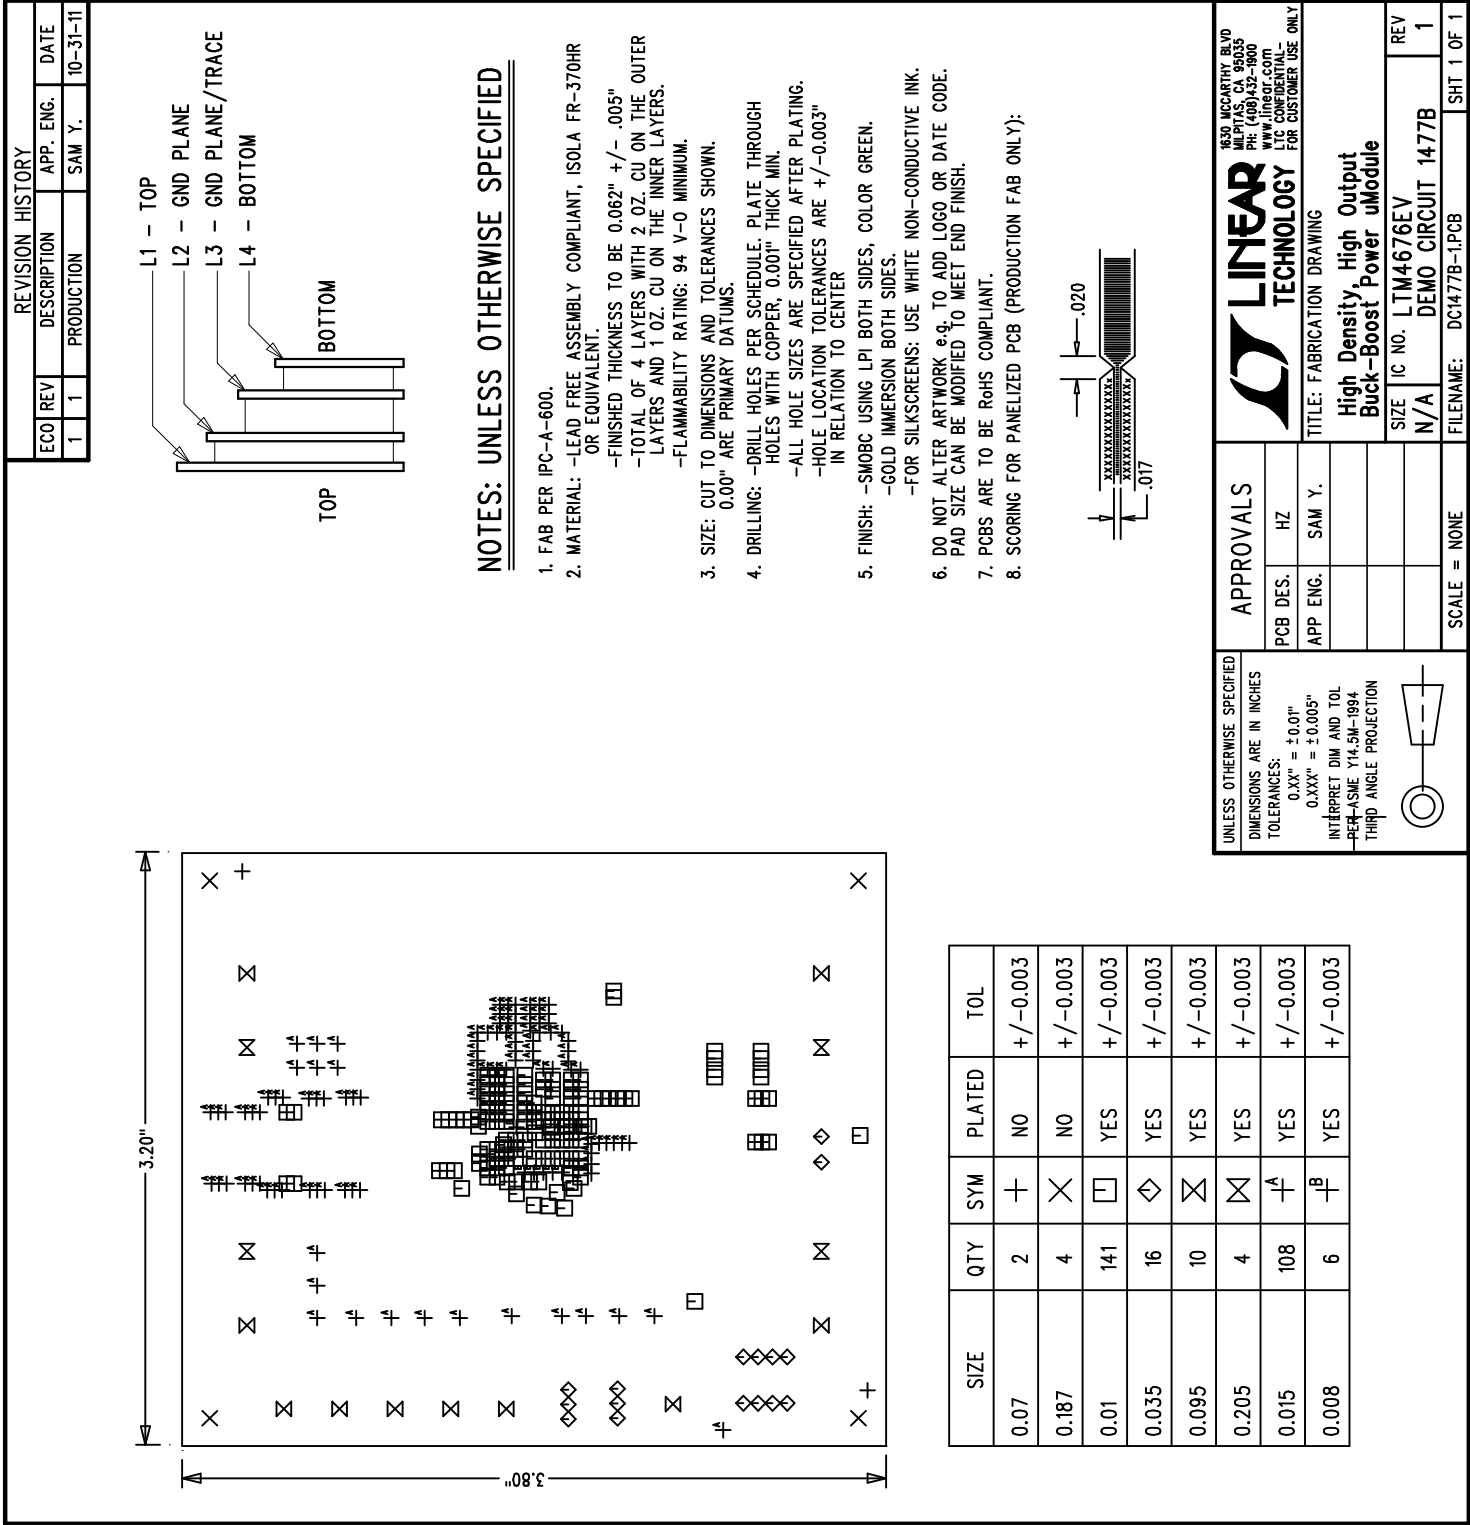 REVISION HISTORY
ECO REV DESCRIPTION APP. ENG. DATE
1 1 PRODUCTION SAM Y. 10-31-11
L1 - TOP
L2 - GND PLANE
L3 - GND PLANE/TRACE
L4 - BOTTOM
TOP
BOTTOM
NOTES: UNLESS OTHERWISE SPECIFIED
1. FAB PER IPC-A-600.
2. MATERIAL: -LEAD FREE ASSEMBLY COMPLIANT, ISOLA FR-370HR
OR EQUIVALENT.
-FINISHED THICKNESS TO BE 0.062" +/- .005"
-TOTAL OF 4 LAYERS WITH 2 OZ. CU ON THE OUTER
LAYERS AND 1 OZ. CU ON THE INNER LAYERS.
-FLAMMABILITY RATING: 94 V-O MINIMUM.
3. SIZE: CUT TO DIMENSIONS AND TOLERANCES SHOWN.
0.00" ARE PRIMARY DATUMS.
4. DRILLING: -DRILL HOLES PER SCHEDULE. PLATE THROUGH
HOLES WITH COPPER, 0.001" THICK MIN.
-ALL HOLE SIZES ARE SPECIFIED AFTER PLATING.
-HOLE LOCATION TOLERANCES ARE +/-0.003"
IN RELATION TO CENTER
5. FINISH: -SMOBC USING LPI BOTH SIDES, COLOR GREEN.
-GOLD IMMERSION BOTH SIDES.
-FOR SILKSCREENS: USE WHITE NON-CONDUCTIVE INK.
6. DO NOT ALTER ARTWORK e.g. TO ADD LOGO OR DATE CODE.
PAD SIZE CAN BE MODIFIED TO MEET END FINISH.
7. PCBS ARE TO BE RoHS COMPLIANT.
8. SCORING FOR PANELIZED PCB (PRODUCTION FAB ONLY):
.020
.017
3.20"
3.80"
SIZE QTY SYM PLATED TOL
0.07 2 NO +/-0.003
0.187 4 NO +/-0.003
0.01 141 YES +/-0.003
0.035 16 YES +/-0.003
0.095 10 YES +/-0.003
0.205 4 YES +/-0.003
0.015 108 A YES +/-0.003
0.008 6 B YES +/-0.003
UNLESS OTHERWISE SPECIFIED
DIMENSIONS ARE IN INCHES
TOLERANCES:
0.XX" = ±0.01"
0.XXX" = ±0.005"
INTERPRET DIM AND TOL
PER ASME Y14.5M-1994
THIRD ANGLE PROJECTION
APPROVALS
PCB DES. HZ
APP ENG. SAM Y.
SCALE = NONE
LINEAR
TECHNOLOGY
1630 MCCARTHY BLVD
MILPITAS, CA 95035
PH: (408)432-1900
www.linear.com
LTC CONFIDENTIAL-
FOR CUSTOMER USE ONLY
TITLE: FABRICATION DRAWING
High Density, High Output
Buck-Boost Power uModule
SIZE IC NO. LTM4676EV REV
N/A DEMO CIRCUIT 1477B 1
FILENAME: DC1477B-1.PCB SHT 1 OF 1